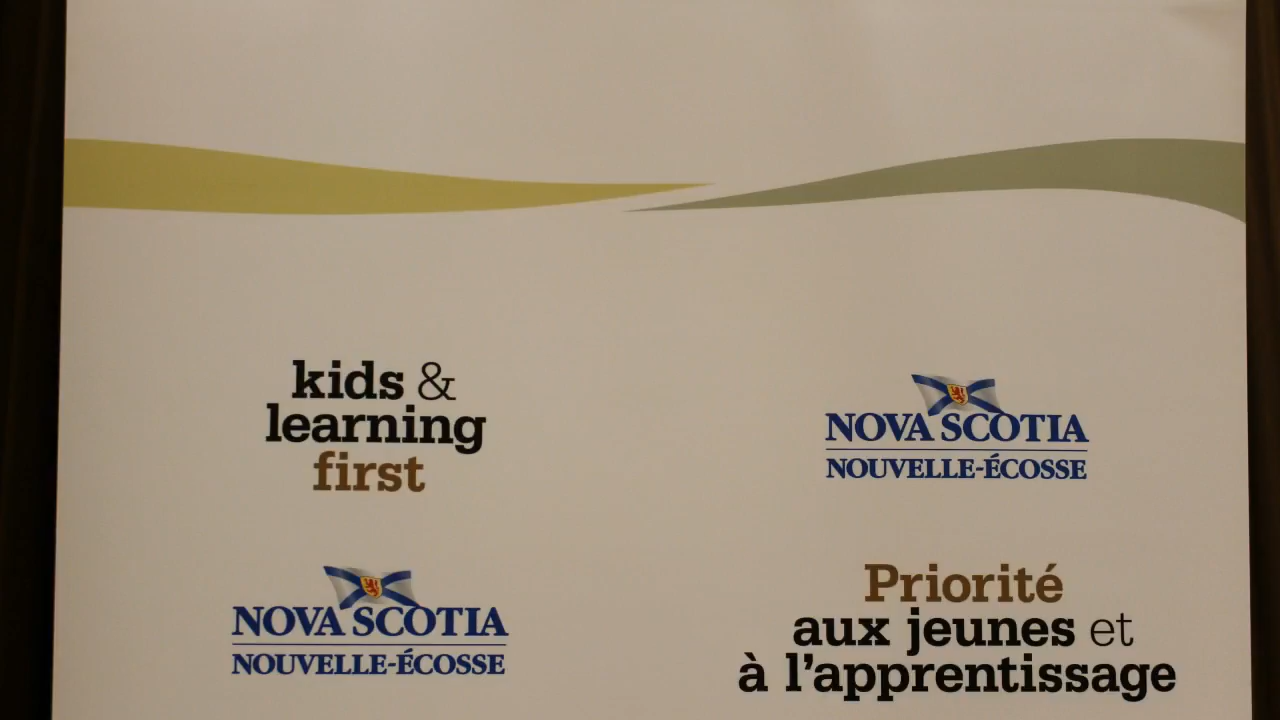 kids &
learning
first
NOVA SCOTIA
NOUVELLE-ÉCOSSE
NOVA SCOTIA
NOUVELLE-ÉCOSSE
Priorité
aux jeunes et
à l'apprentissage